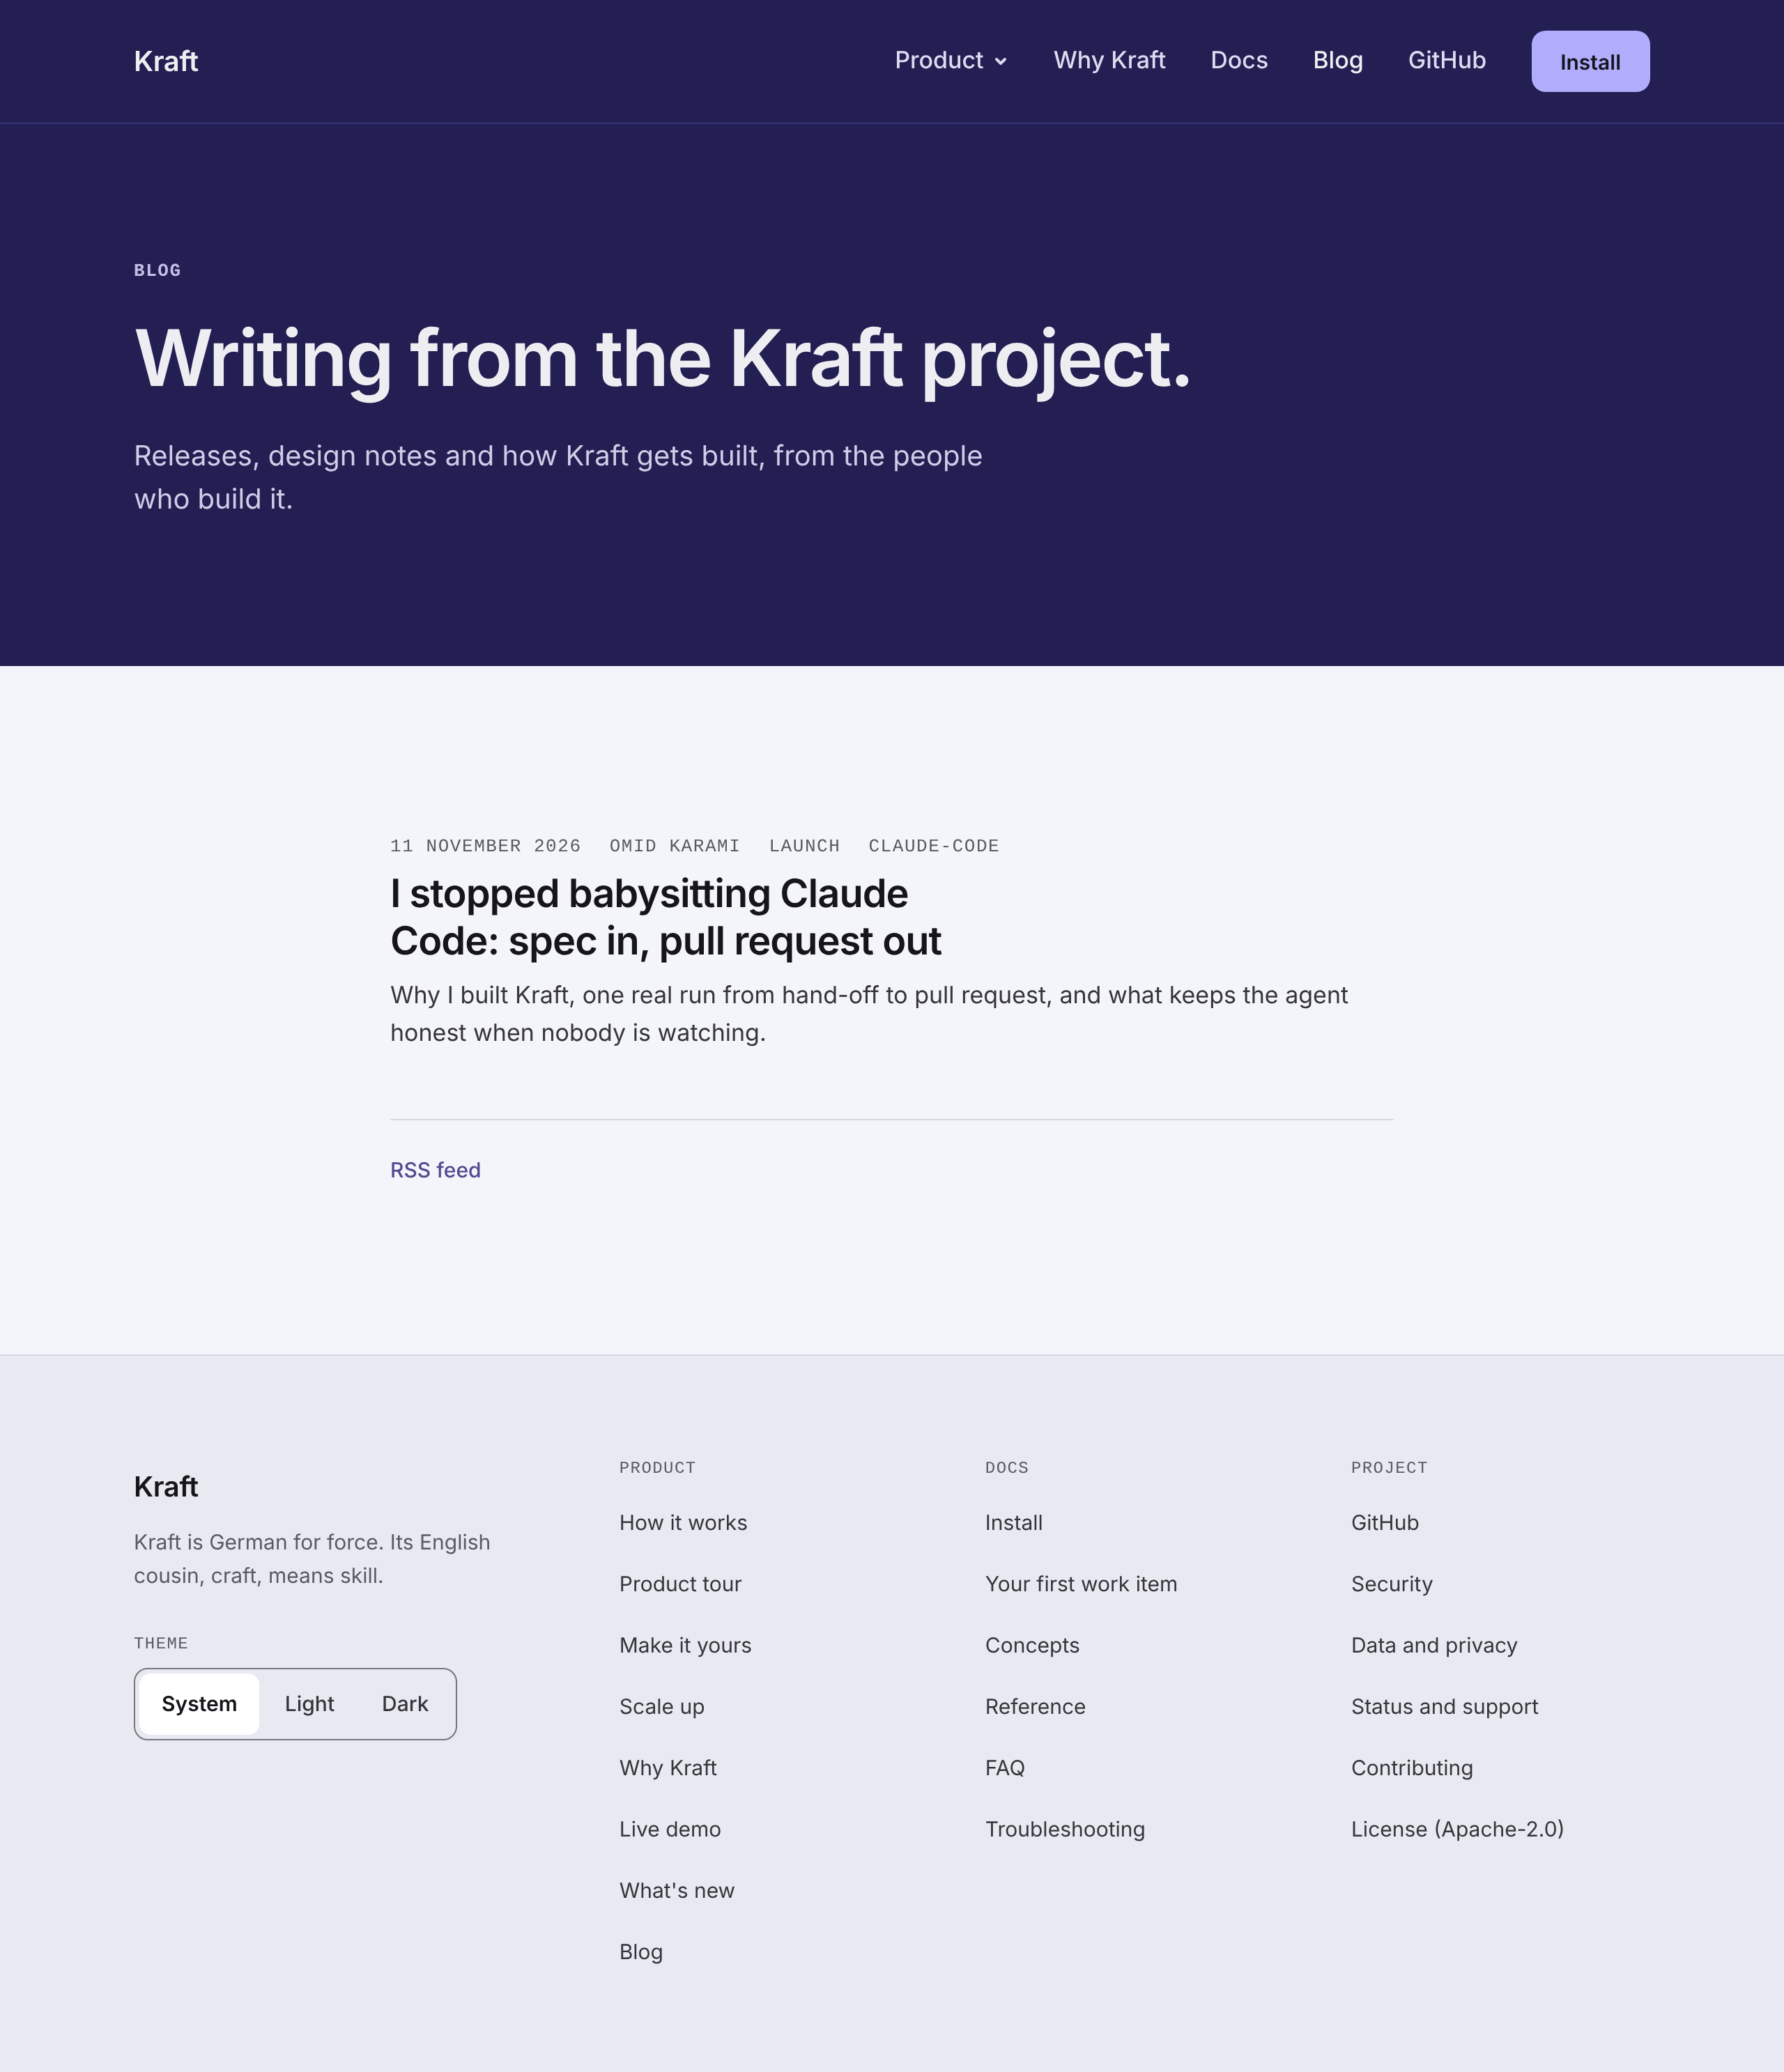 Kraft
Product
Why Kraft
Docs
Blog
GitHub
Install
BLOG
Writing from the Kraft project.
Releases, design notes and how Kraft gets built, from the people
who build it.
11 NOVEMBER 2026 OMID KARAMI LAUNCH CLAUDE-CODE
I stopped babysitting Claude
Code: spec in, pull request out
Why I built Kraft, one real run from hand-off to pull request, and what keeps the agent
honest when nobody is watching.
RSS feed
Kraft
Kraft is German for force. Its English
cousin, craft, means skill.
THEME
System
Light
Dark
PRODUCT
How it works
Product tour
Make it yours
Scale up
Why Kraft
Live demo
What's new
Blog
DOCS
Install
Your first work item
Concepts
Reference
FAQ
Troubleshooting
PROJECT
GitHub
Security
Data and privacy
Status and support
Contributing
License (Apache-2.0)